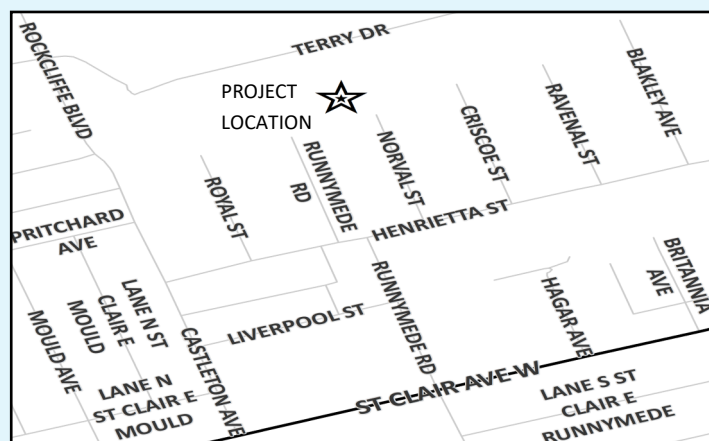 ROCKCLIFFE BLVD
TERRY DR
BLAKLEY AVE
PROJECT
LOCATION
RAVENAL ST
CRISCOE ST
NORVAL ST
RUNNYMEDE
RD
ROYAL ST
HENRIETTA ST
PRITCHARD
AVE
BRITANNIA
AVE
LANE N ST
CLAIR E
MOULD
MOULD AVE
RUNNYMEDE RD
HAGAR AVE
LIVERPOOL ST
CASTLETON AVE
ST CLAIR AVE W
LANE N
ST CLAIR E
MOULD
LANE S ST
CLAIR E
RUNNYMEDE